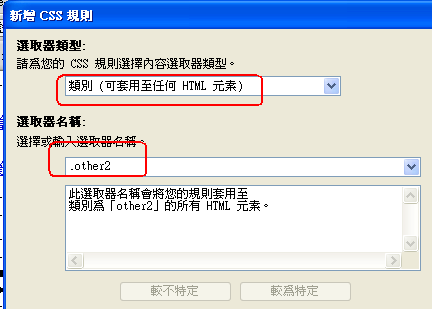 新增 CSS 規則
選取器類型:
請為您的 CSS 規則選擇內容選取器類型。
類別 (可套用至任何 HTML 元素)
選取器名稱:
選擇或輸入選取器名稱。
.other2
此選取器名稱會將您的規則套用至
類別為「other2」的所有 HTML 元素。
較不特定
較為特定